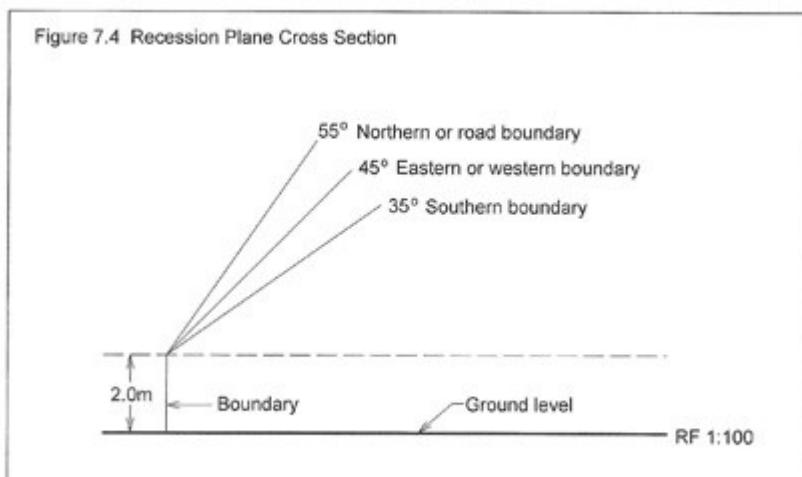 Figure 7.4 Recession Plane Cross Section
55° Northern or road boundary
45° Eastern or western boundary
35° Southern boundary
2.0m
Boundary
Ground level
RF 1:100